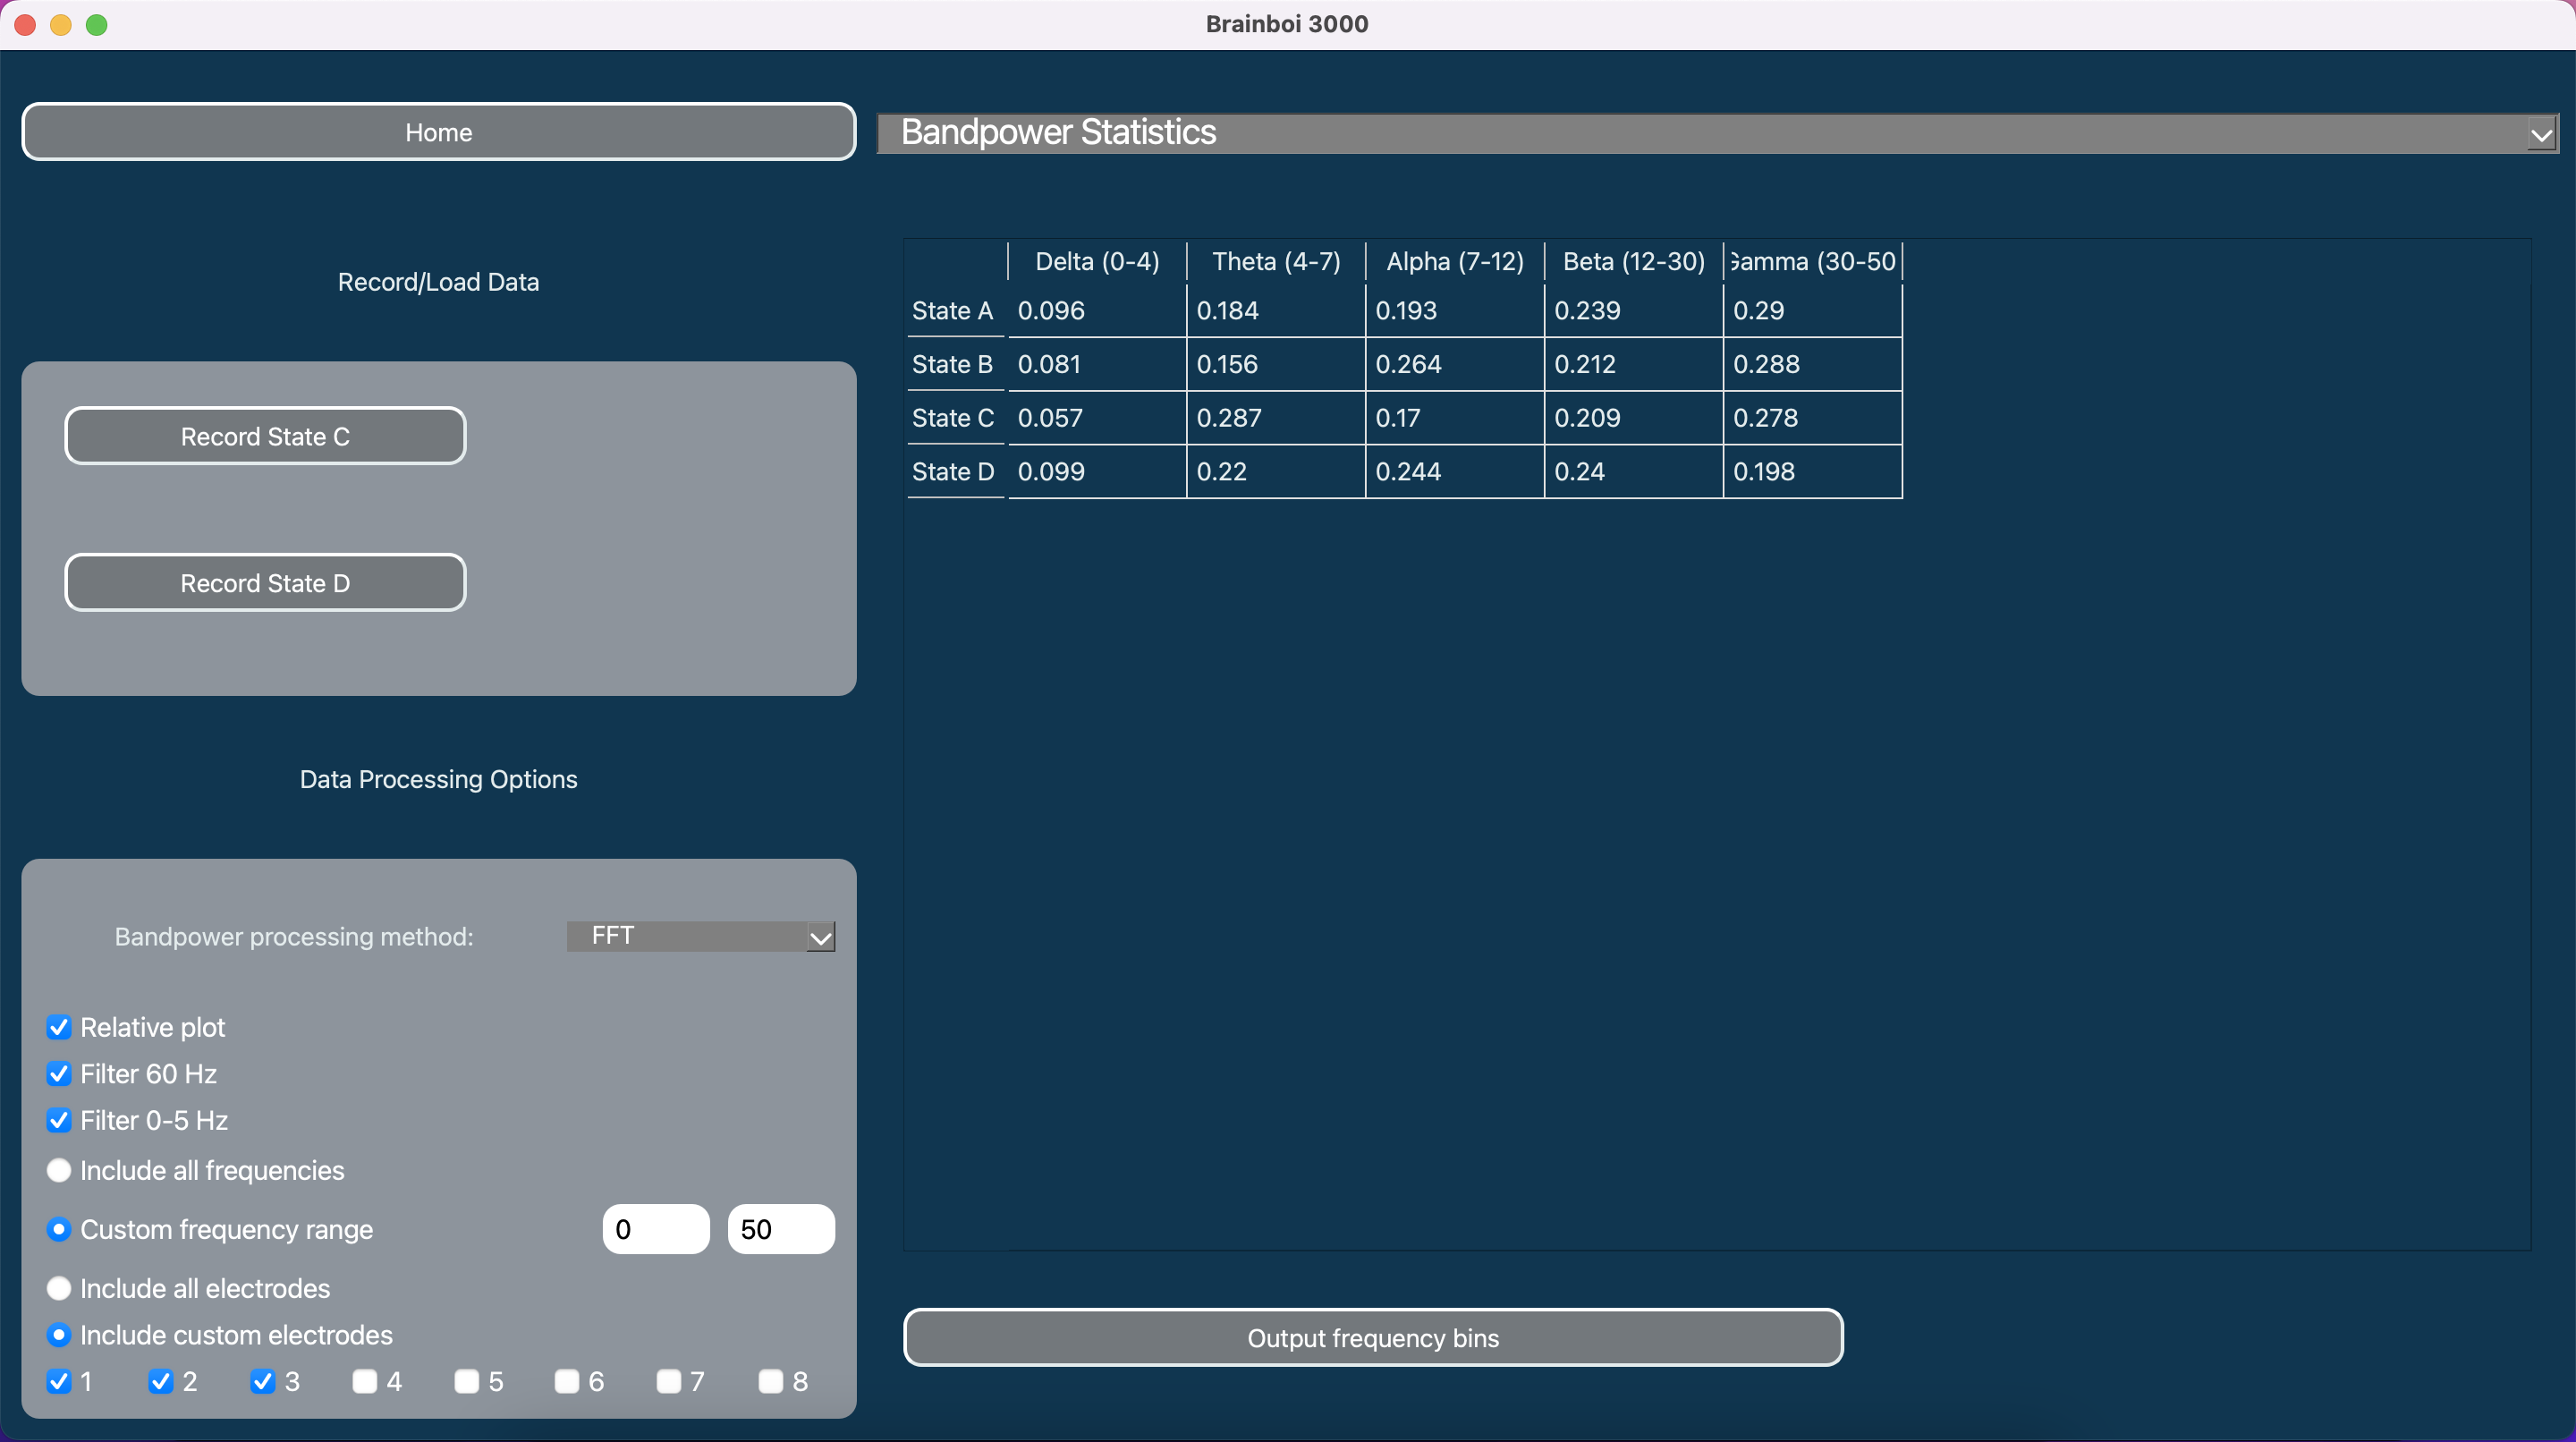 Brainboi 3000
Home
Bandpower Statistics
Record/Load Data
Record State C
Record State D
Data Processing Options
Bandpower processing method: FFT
Relative plot
Filter 60 Hz
Filter 0-5 Hz
Include all frequencies
Custom frequency range 0 50
Include all electrodes
Include custom electrodes
1 2 3 4 5 6 7 8
Delta (0-4) Theta (4-7) Alpha (7-12) Beta (12-30) Gamma (30-50
State A 0.096 0.184 0.193 0.239 0.29
State B 0.081 0.156 0.264 0.212 0.288
State C 0.057 0.287 0.17 0.209 0.278
State D 0.099 0.22 0.244 0.24 0.198
Output frequency bins